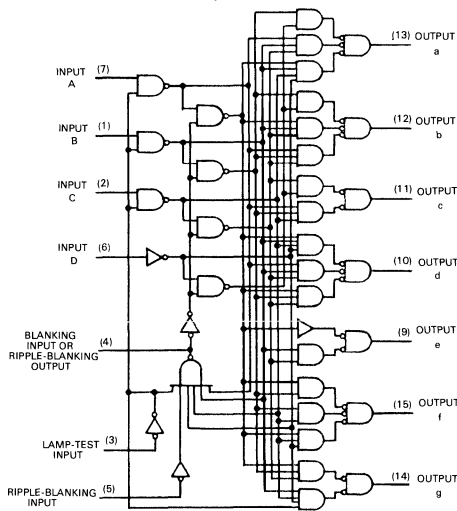 (13) OUTPUT
a
INPUT (7)
A
(12) OUTPUT
b
INPUT (1)
B
(11) OUTPUT
c
INPUT (2)
C
INPUT (6)
D
(10) OUTPUT
d
BLANKING
INPUT OR (4)
RIPPLE-BLANKING
OUTPUT
(9) OUTPUT
e
(15) OUTPUT
f
LAMP-TEST (3)
INPUT
(14) OUTPUT
g
RIPPLE-BLANKING (5)
INPUT